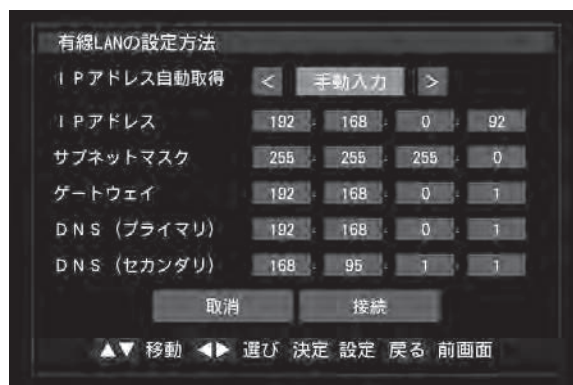 有線LANの設定方法
IPアドレス自動取得 < 手動入力 >
IPアドレス 192 . 168 . 0 . 92
サブネットマスク 255 . 255 . 255 . 0
ゲートウェイ 192 . 168 . 0 . 1
DNS (プライマリ) 192 . 168 . 0 . 1
DNS (セカンダリ) 168 . 95 . 1 . 1
取消 接続
▲▼ 移動 ◀▶ 選び 決定 設定 戻る 前画面